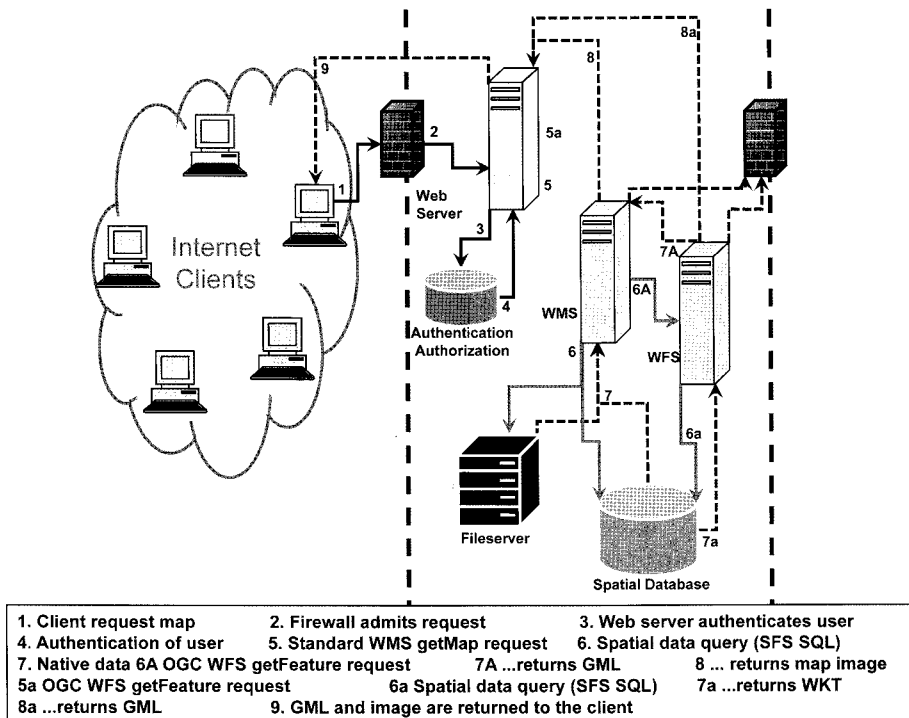 8a
9
8
2
5a
1
Web
Server
5
3
Internet
Clients
7A
4
6A
WMS
Authentication
Authorization
WFS
6
7
6a
Fileserver
7a
Spatial Database
1. Client request map 2. Firewall admits request 3. Web server authenticates user
4. Authentication of user 5. Standard WMS getMap request 6. Spatial data query (SFS SQL)
7. Native data 6A OGC WFS getFeature request 7A ...returns GML 8 ... returns map image
5a OGC WFS getFeature request 6a Spatial data query (SFS SQL) 7a ...returns WKT
8a ...returns GML 9. GML and image are returned to the client